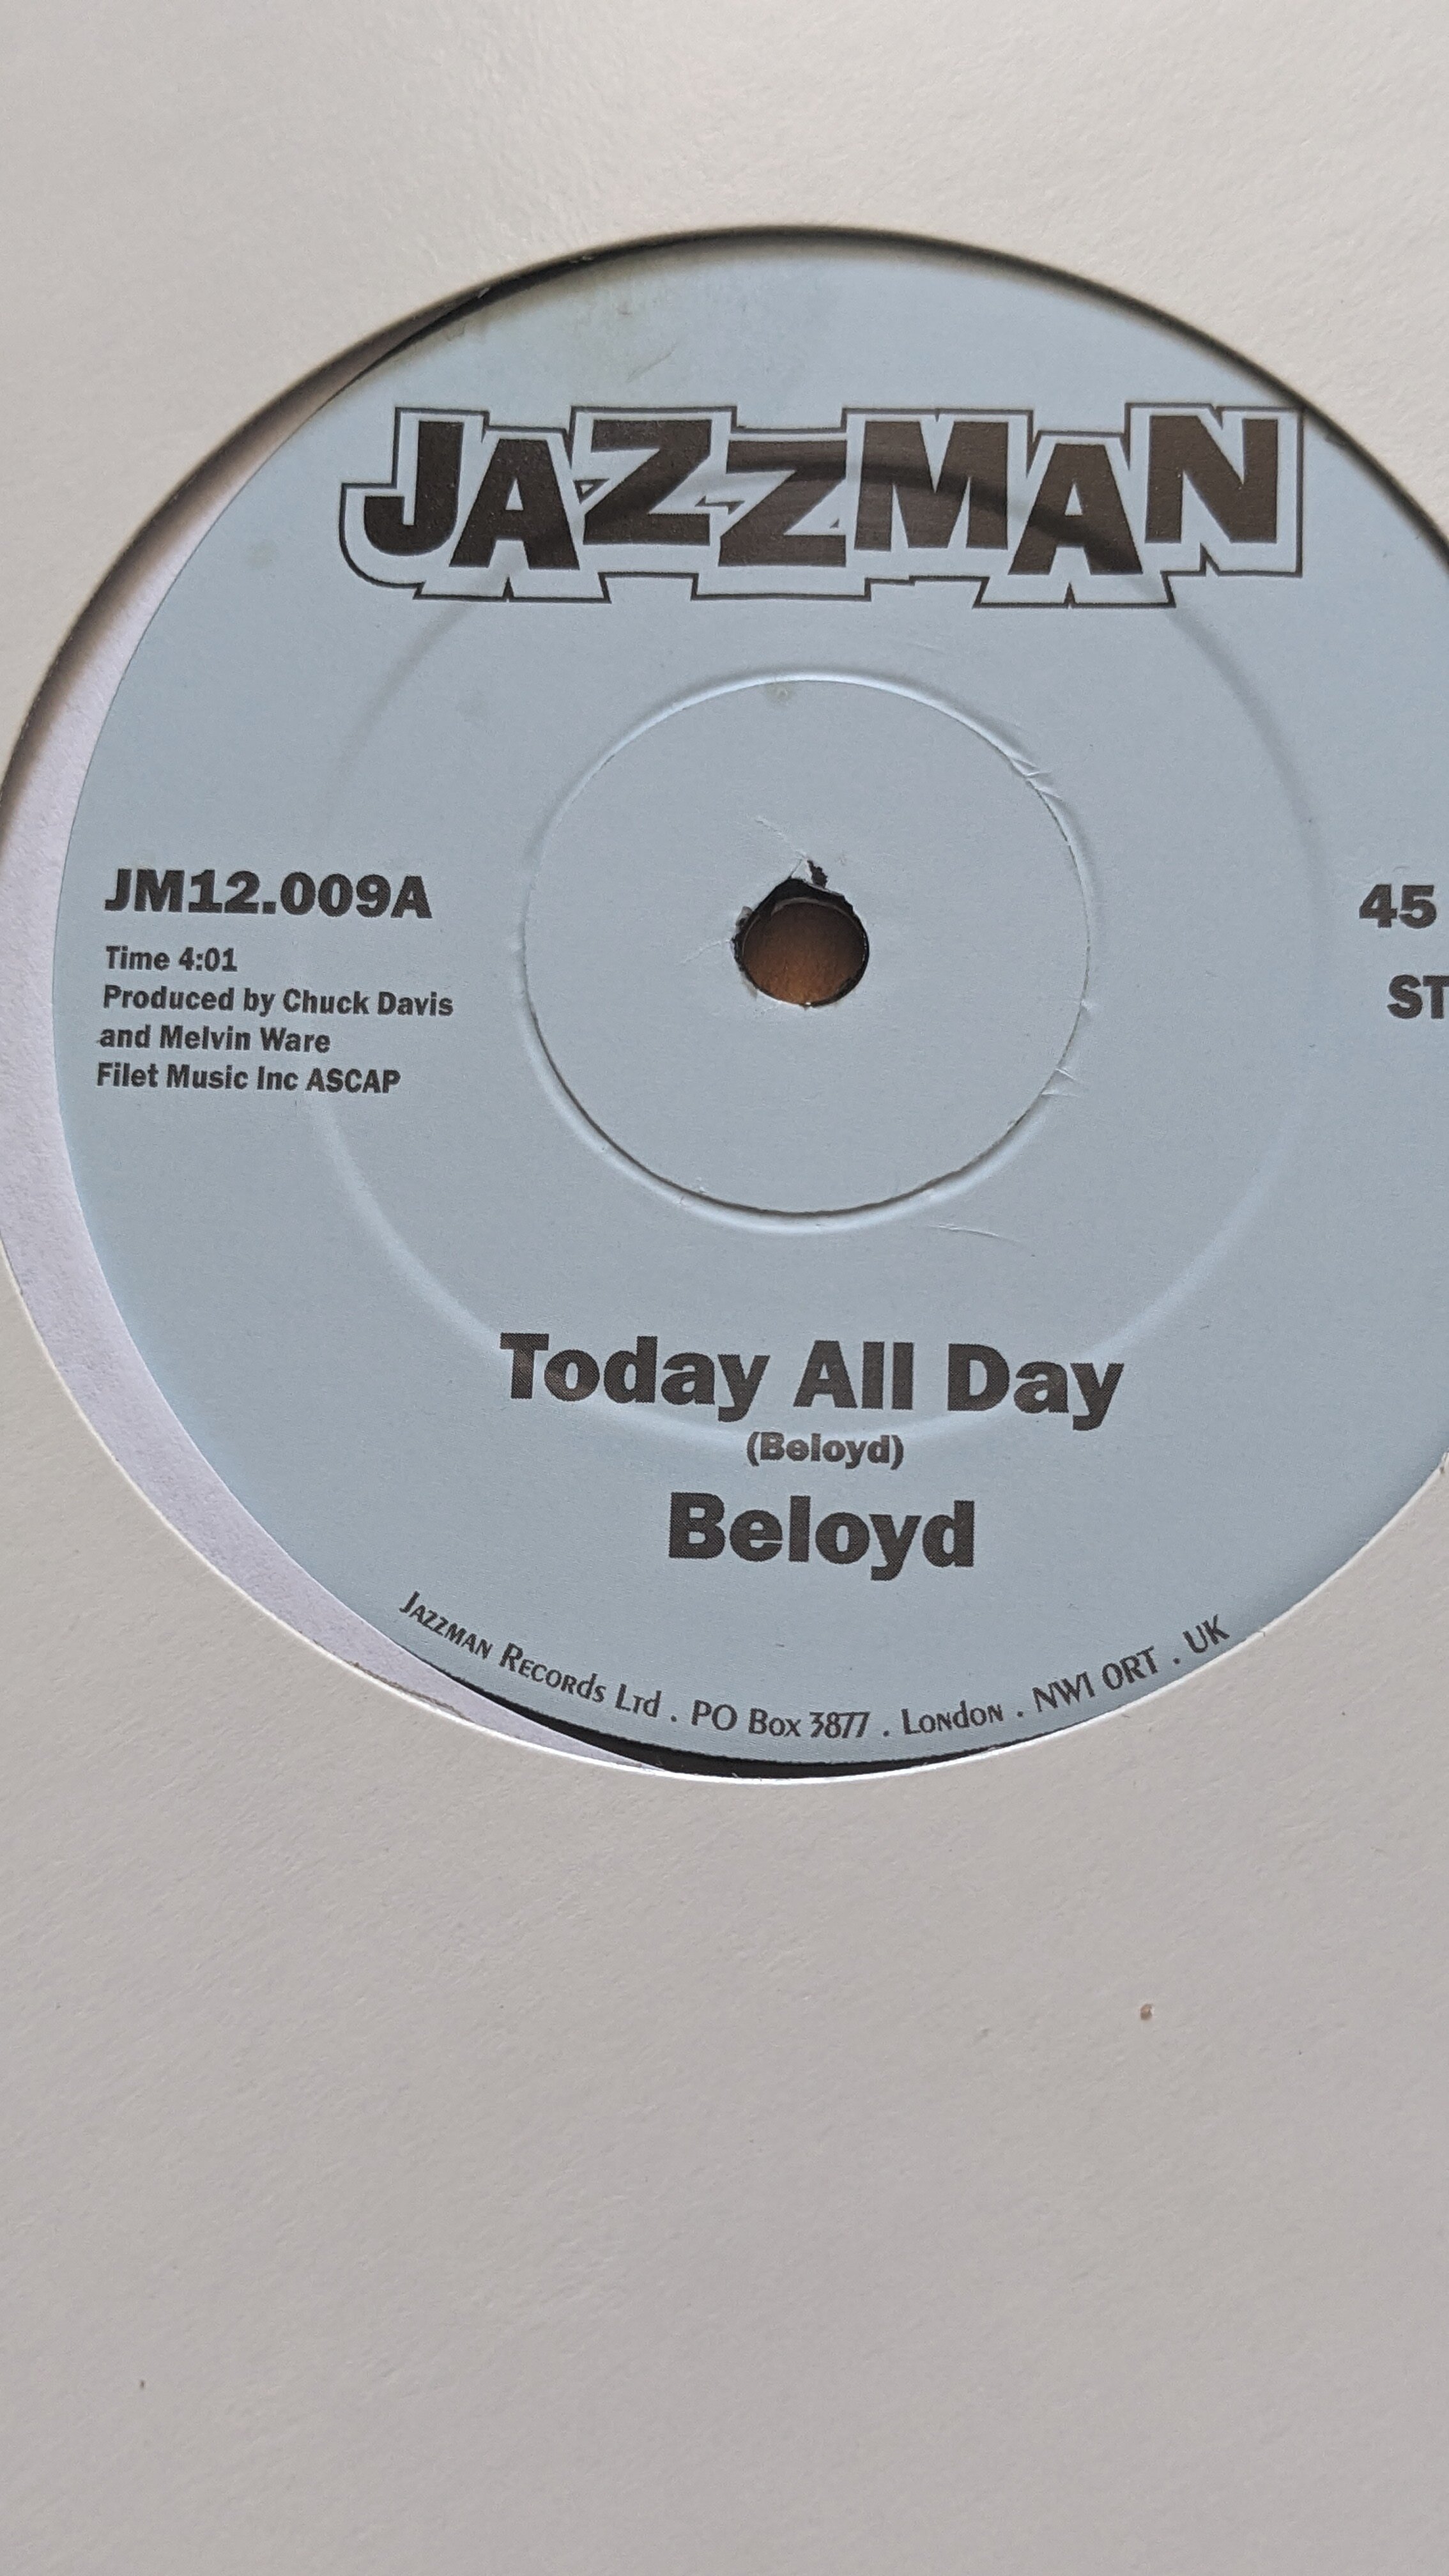 JAZZMAN
JM12.009A
Time 4:01
Produced by Chuck Davis
and Melvin Ware
Filet Music Inc ASCAP
45
ST
Today All Day
(Beloyd)
Beloyd
Jazzman Records Ltd . PO Box 3877 . London . NW1 0RT . UK